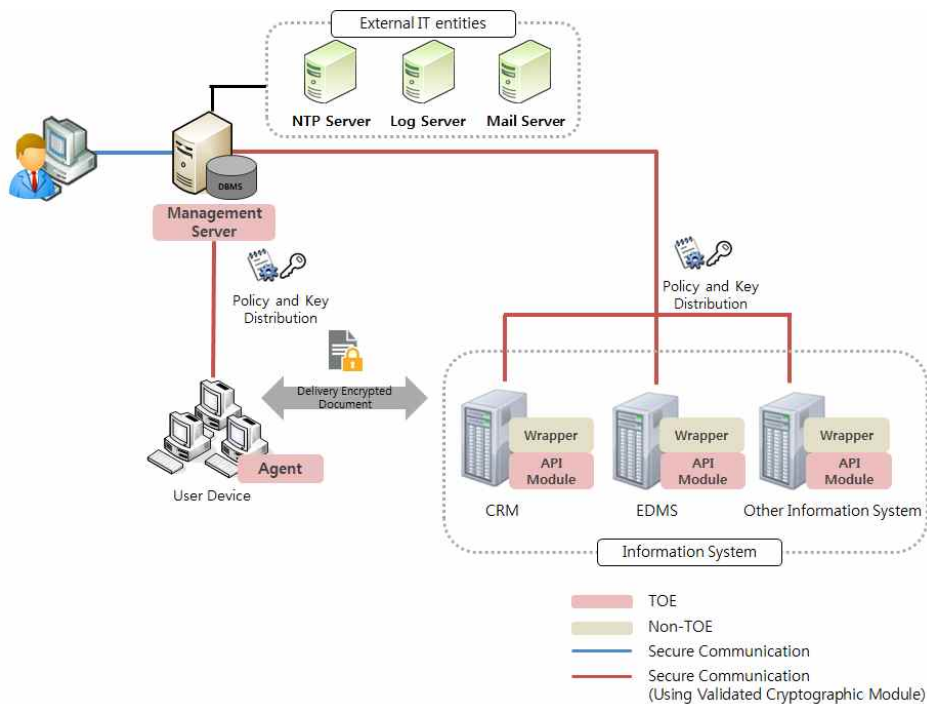 External IT entities
NTP Server
Log Server
Mail Server
DBMS
Management
Server
Policy and Key
Distribution
Policy and Key
Distribution
Delivery Encrypted
Document
Agent
User Device
Wrapper
API
Module
CRM
Wrapper
API
Module
EDMS
Wrapper
API
Module
Other Information System
Information System
TOE
Non-TOE
Secure Communication
Secure Communication
(Using Validated Cryptographic Module)